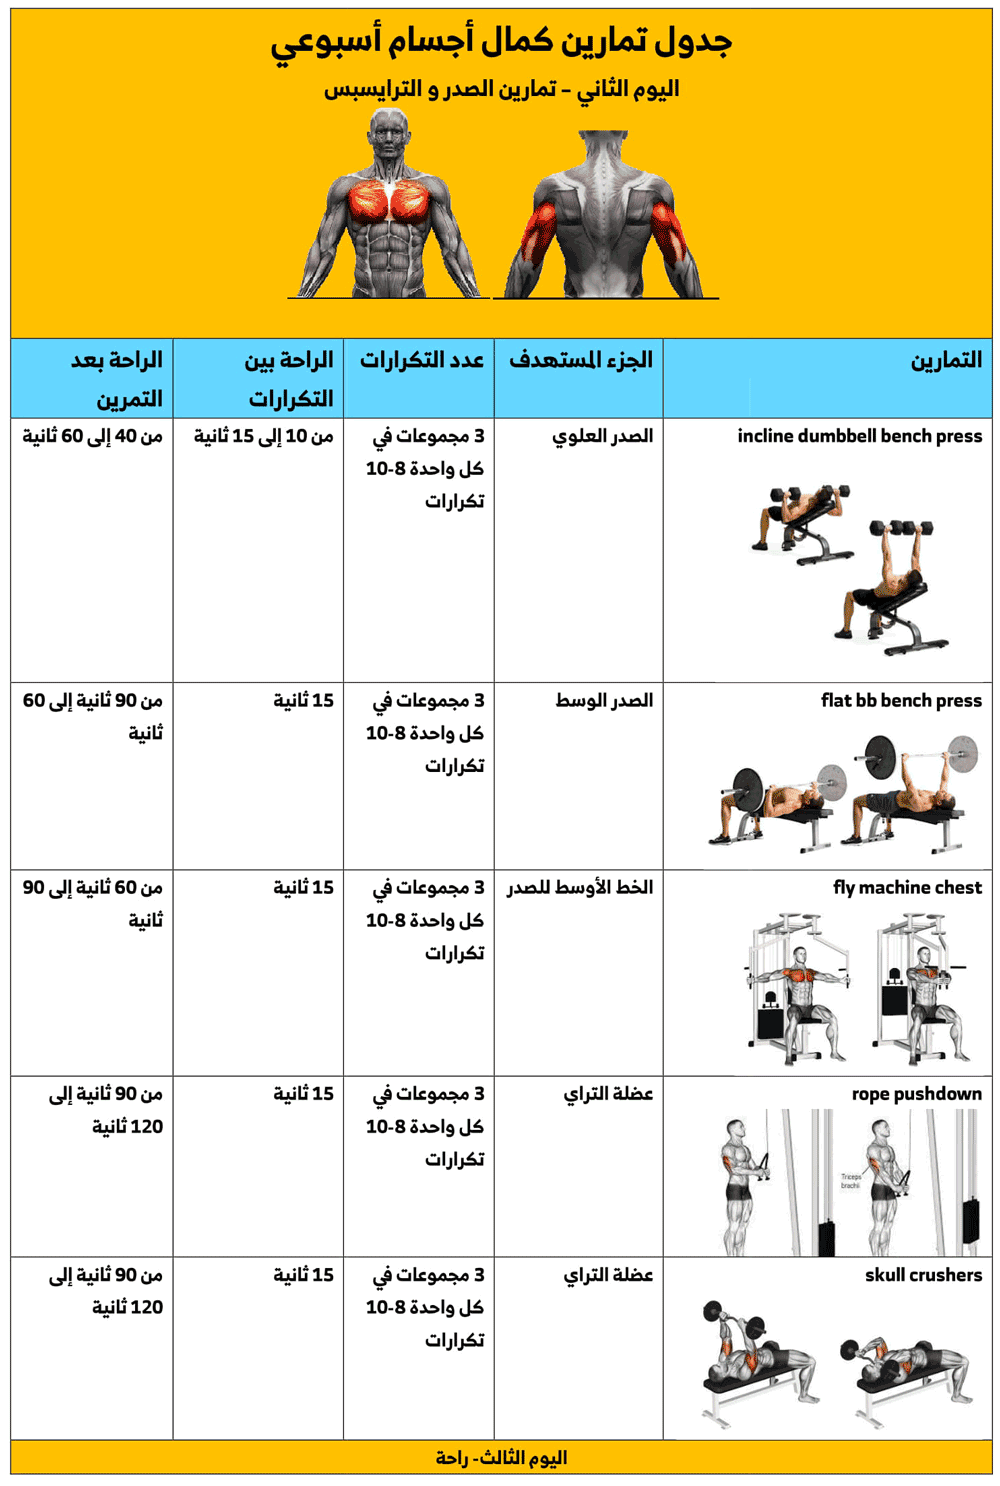 جدول تمارين كمال أجسام أسبوعي
اليوم الثاني – تمارين الصدر و الترايسبس
التمارين
الجزء المستهدف
عدد التكرارات
الراحة بين
التكرارات
الراحة بعد
التمرين
incline dumbbell bench press
الصدر العلوي
3 مجموعات في
كل واحدة 8-10
تكرارات
من 10 إلى 15 ثانية
من 40 إلى 60 ثانية
flat bb bench press
الصدر الوسط
3 مجموعات في
كل واحدة 8-10
تكرارات
15 ثانية
من 90 ثانية إلى 60
ثانية
fly machine chest
الخط الأوسط للصدر
3 مجموعات في
كل واحدة 8-10
تكرارات
15 ثانية
من 60 ثانية إلى 90
ثانية
rope pushdown
Triceps
brachii
عضلة التراي
3 مجموعات في
كل واحدة 8-10
تكرارات
15 ثانية
من 90 ثانية إلى
120 ثانية
skull crushers
عضلة التراي
3 مجموعات في
كل واحدة 8-10
تكرارات
15 ثانية
من 90 ثانية إلى
120 ثانية
اليوم الثالث- راحة